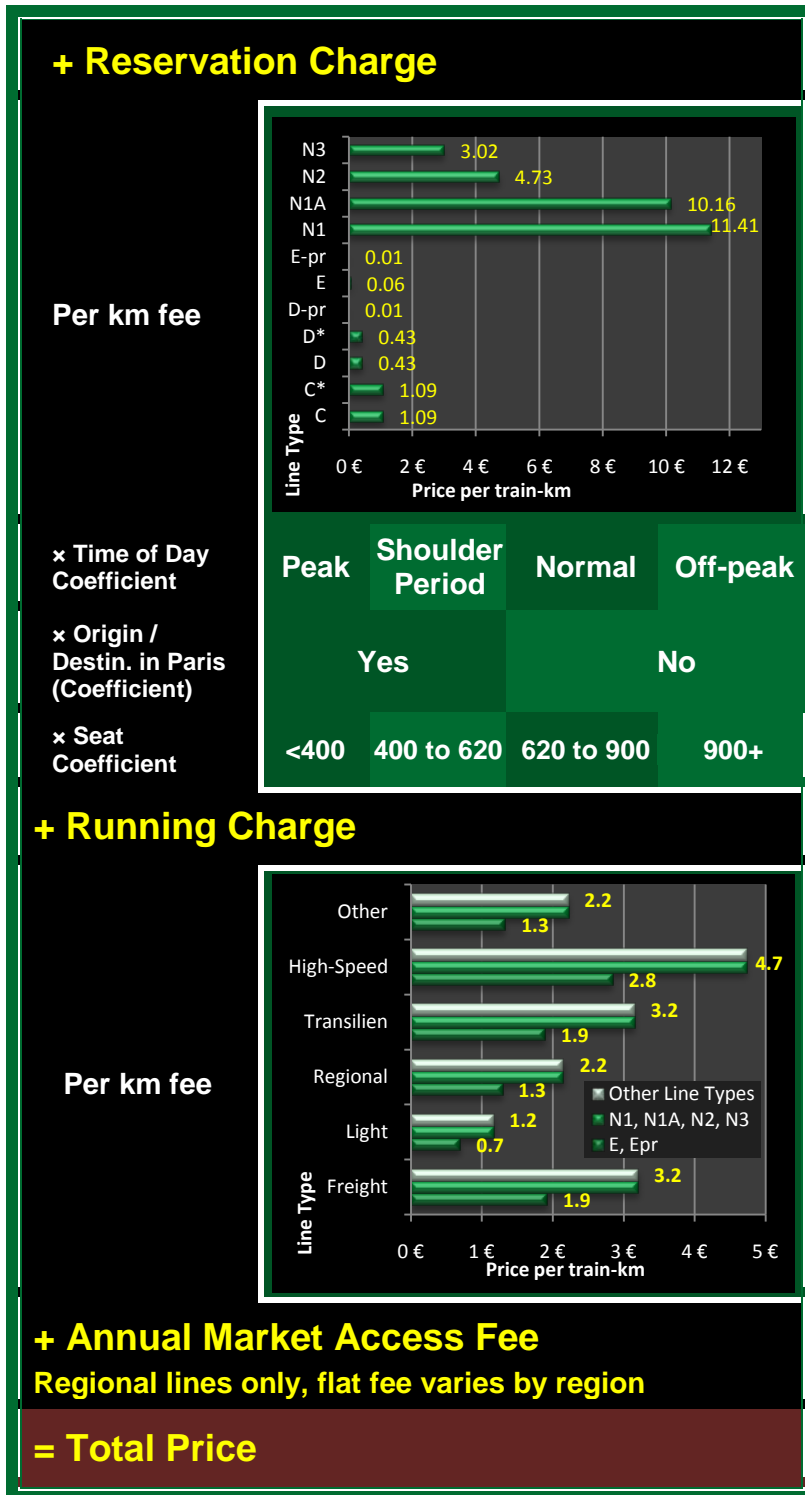 + Reservation Charge
Per km fee
N3 3.02
N2 4.73
N1A 10.16
N1 11.41
E-pr 0.01
E 0.06
D-pr 0.01
D* 0.43
D 0.43
C* 1.09
C 1.09
Line Type
0 € 2 € 4 € 6 € 8 € 10 € 12 €
Price per train-km
× Time of Day
Coefficient
Peak
Shoulder
Period
Normal
Off-peak
× Origin /
Destin. in Paris
(Coefficient)
Yes
No
× Seat
Coefficient
<400
400 to 620
620 to 900
900+
+ Running Charge
Per km fee
Other 2.2
1.3
High-Speed 4.7
2.8
Transilien 3.2
1.9
Regional 2.2
1.3
Light 1.2
0.7
Freight 3.2
1.9
Other Line Types
N1, N1A, N2, N3
E, Epr
Line Type
0 € 1 € 2 € 3 € 4 € 5 €
Price per train-km
+ Annual Market Access Fee
Regional lines only, flat fee varies by region
= Total Price